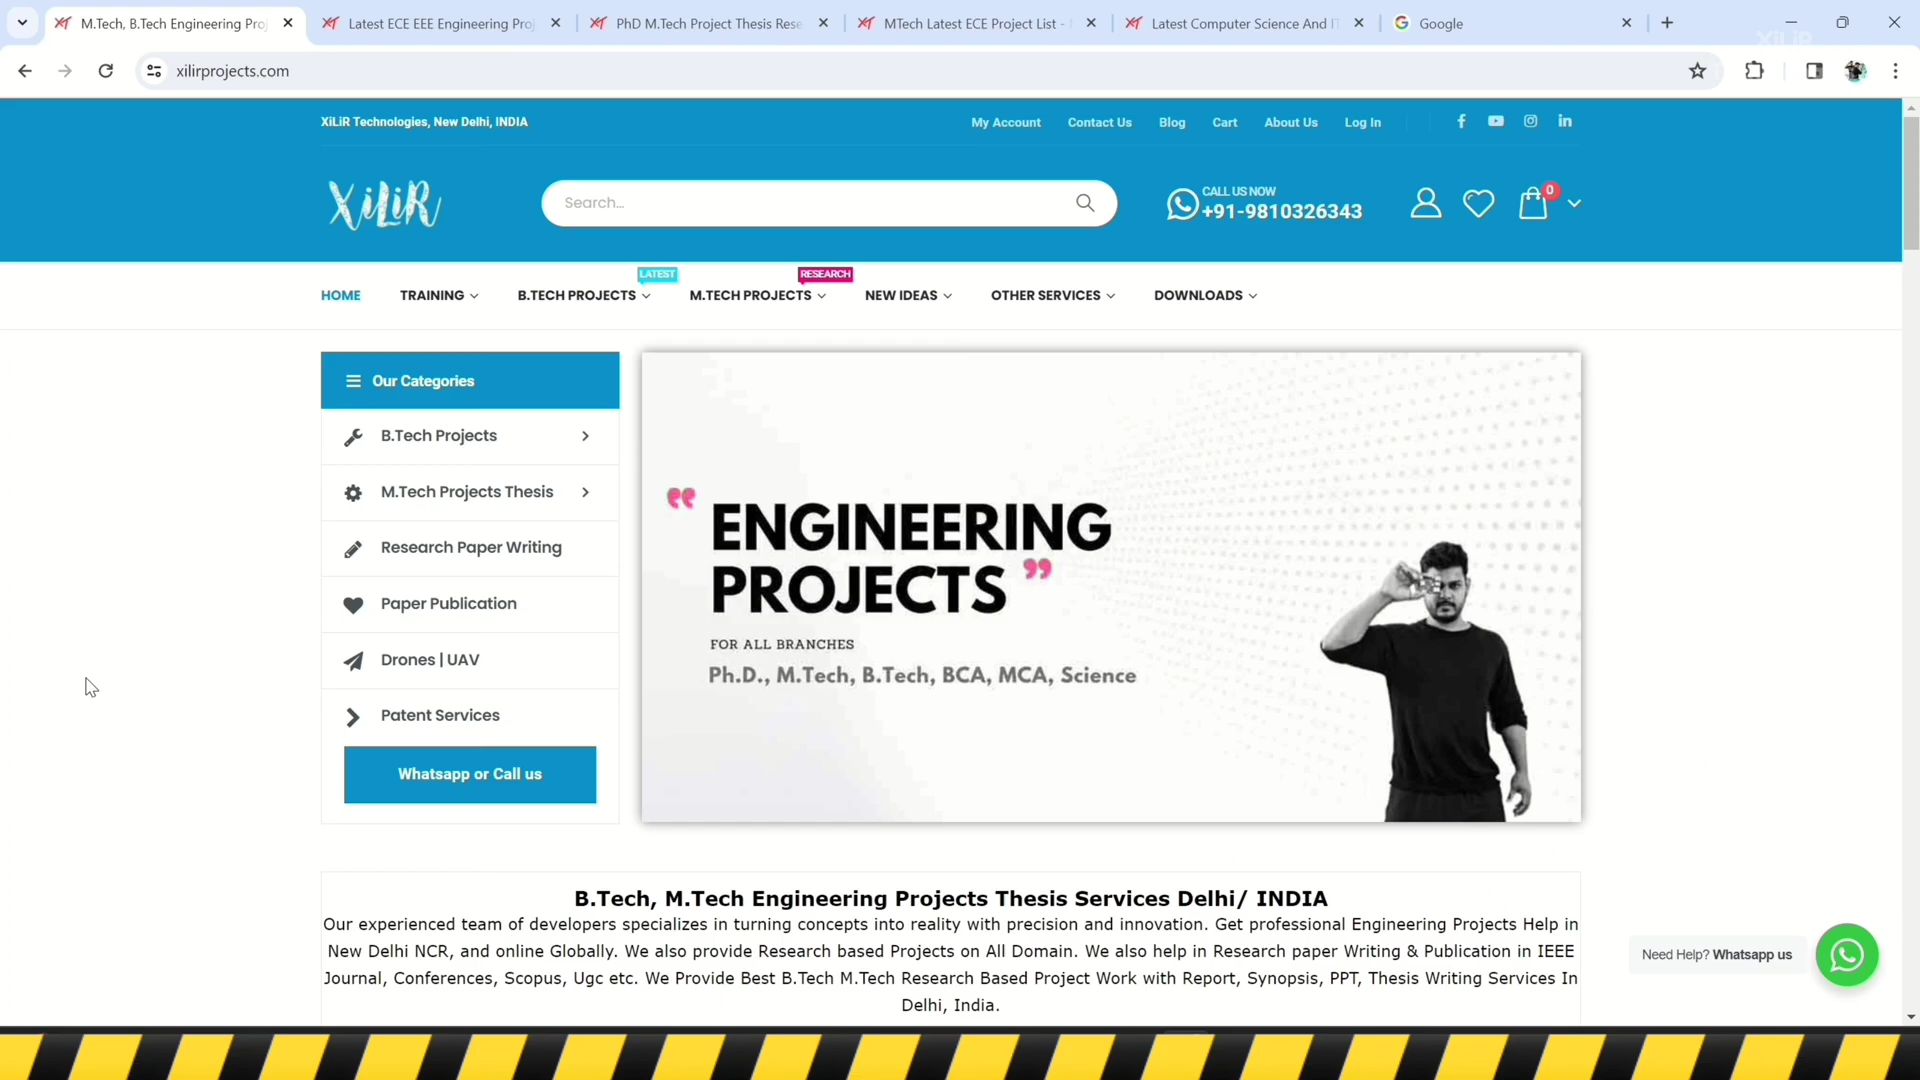 M.Tech, B.Tech Engineering Proj
Latest ECE EEE Engineering Proj
PhD M.Tech Project Thesis Rese
MTech Latest ECE Project List -
Latest Computer Science And IT
Google
XiLiR
xilirprojects.com
XiLiR Technologies, New Delhi, INDIA
My Account
Contact Us
Blog
Cart
About Us
Log In
XiLiR
Search...
CALL US NOW
+91-9810326343
0
LATEST
RESEARCH
HOME
TRAINING
B.TECH PROJECTS
M.TECH PROJECTS
NEW IDEAS
OTHER SERVICES
DOWNLOADS
Our Categories
B.Tech Projects
M.Tech Projects Thesis
Research Paper Writing
Paper Publication
Drones | UAV
Patent Services
Whatsapp or Call us
❝ ENGINEERING
PROJECTS ❞
FOR ALL BRANCHES
Ph.D., M.Tech, B.Tech, BCA, MCA, Science
B.Tech, M.Tech Engineering Projects Thesis Services Delhi/ INDIA
Our experienced team of developers specializes in turning concepts into reality with precision and innovation. Get professional Engineering Projects Help in
New Delhi NCR, and online Globally. We also provide Research based Projects on All Domain. We also help in Research paper Writing & Publication in IEEE
Journal, Conferences, Scopus, Ugc etc. We Provide Best B.Tech M.Tech Research Based Project Work with Report, Synopsis, PPT, Thesis Writing Services In
Delhi, India.
Need Help? Whatsapp us